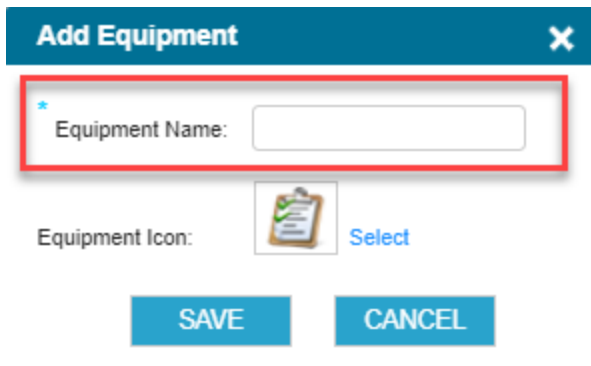 Add Equipment
*
Equipment Name:
Equipment Icon: Select
SAVE CANCEL